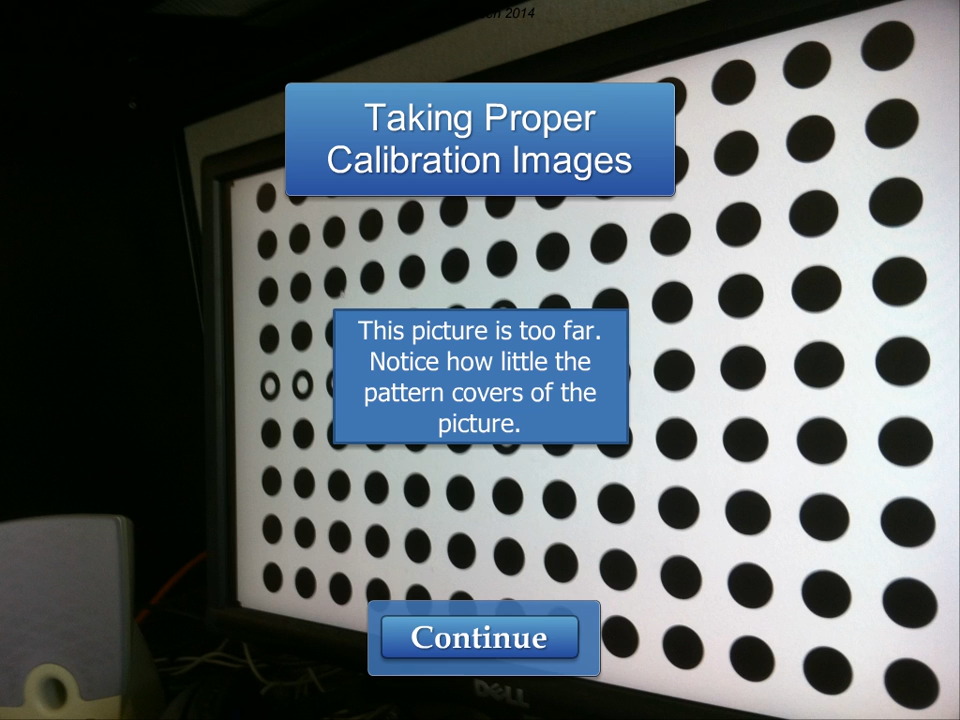 2014
Taking Proper
Calibration Images
This picture is too far.
Notice how little the
pattern covers of the
picture.
Continue
DELL